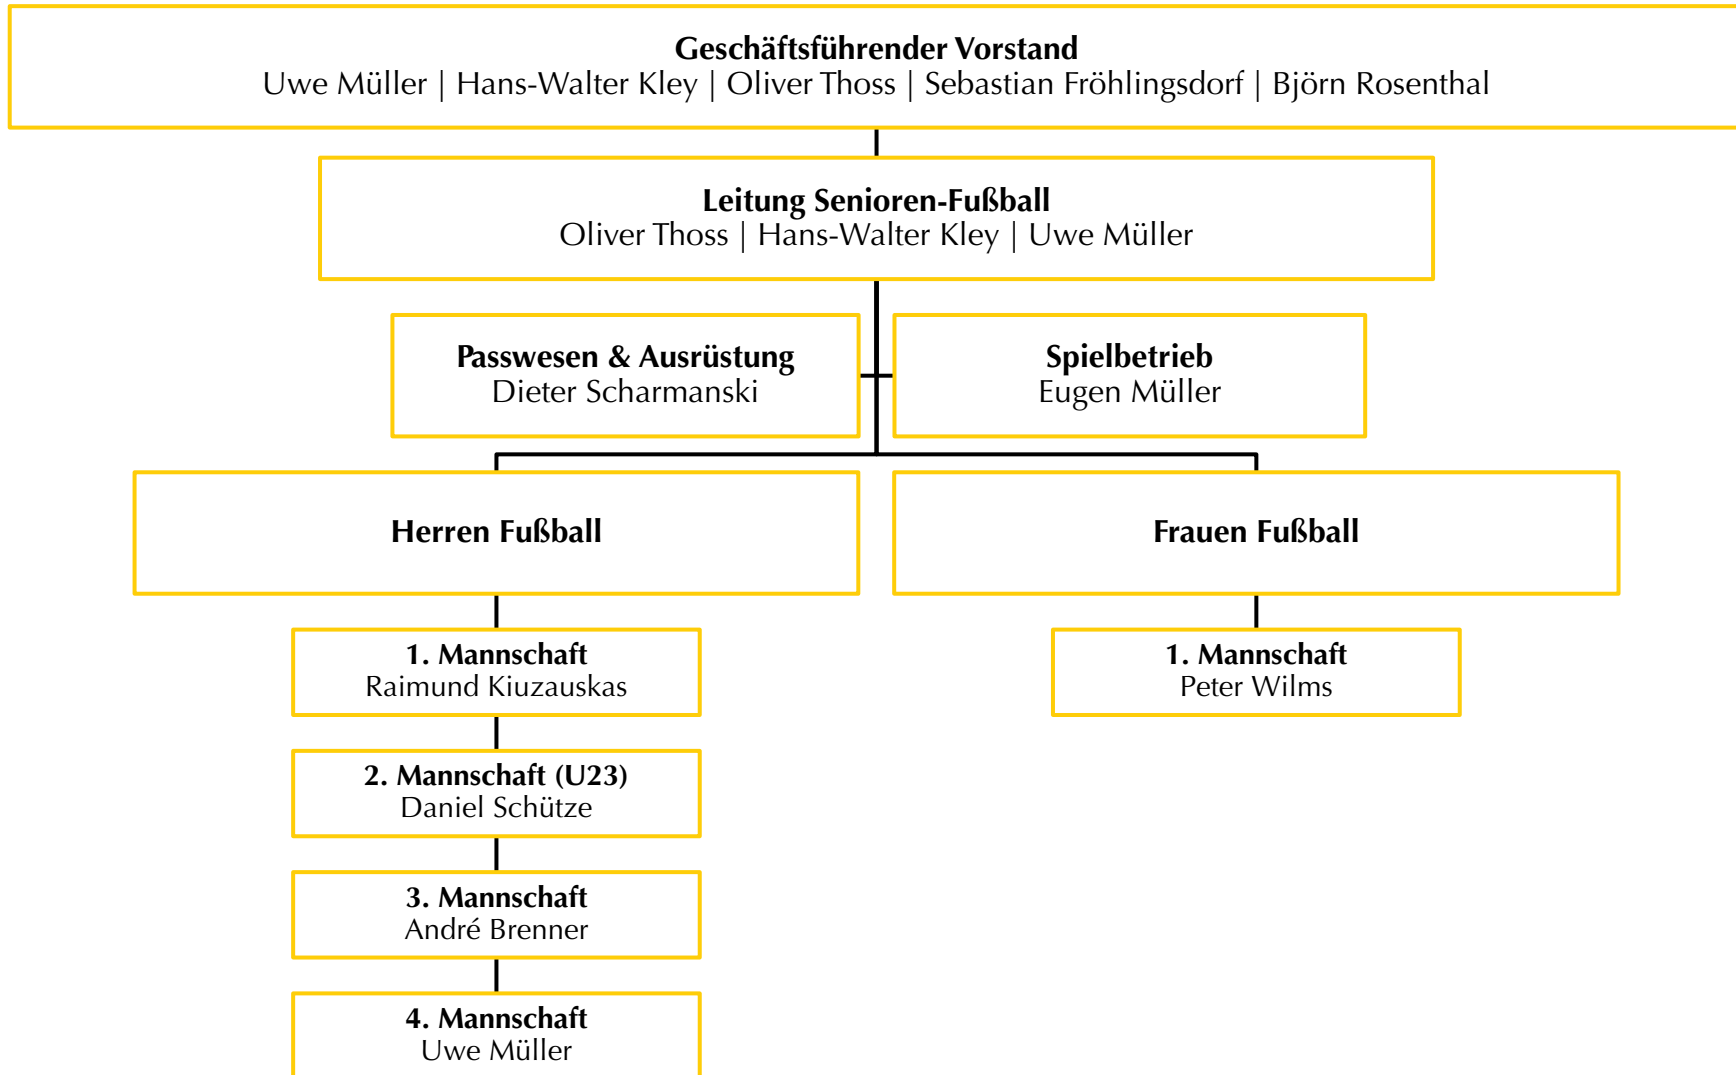 Geschäftsführender Vorstand
Uwe Müller | Hans-Walter Kley | Oliver Thoss | Sebastian Fröhlingsdorf | Björn Rosenthal
Leitung Senioren-Fußball
Oliver Thoss | Hans-Walter Kley | Uwe Müller
Passwesen & Ausrüstung
Dieter Scharmanski
Spielbetrieb
Eugen Müller
Herren Fußball
Frauen Fußball
1. Mannschaft
Raimund Kiuzauskas
1. Mannschaft
Peter Wilms
2. Mannschaft (U23)
Daniel Schütze
3. Mannschaft
André Brenner
4. Mannschaft
Uwe Müller